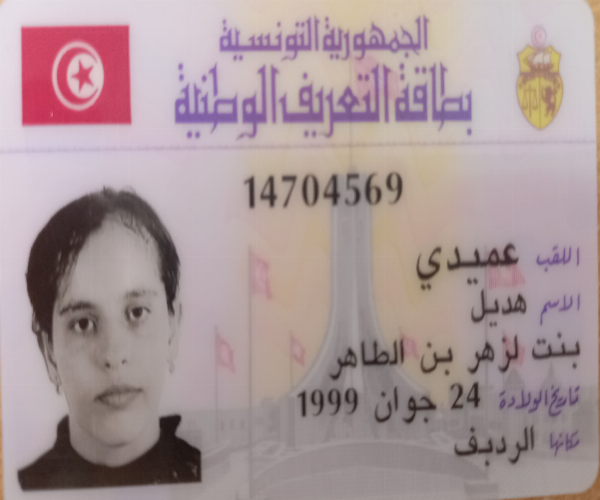 الجمهورية التونسية
بطاقة التعريف الوطنية
14704569
اللقب عميدي
الاسم هديل
بنت لزهر بن الطاهر
تاريخ الولادة 24 جوان 1999
مكانها الرديف